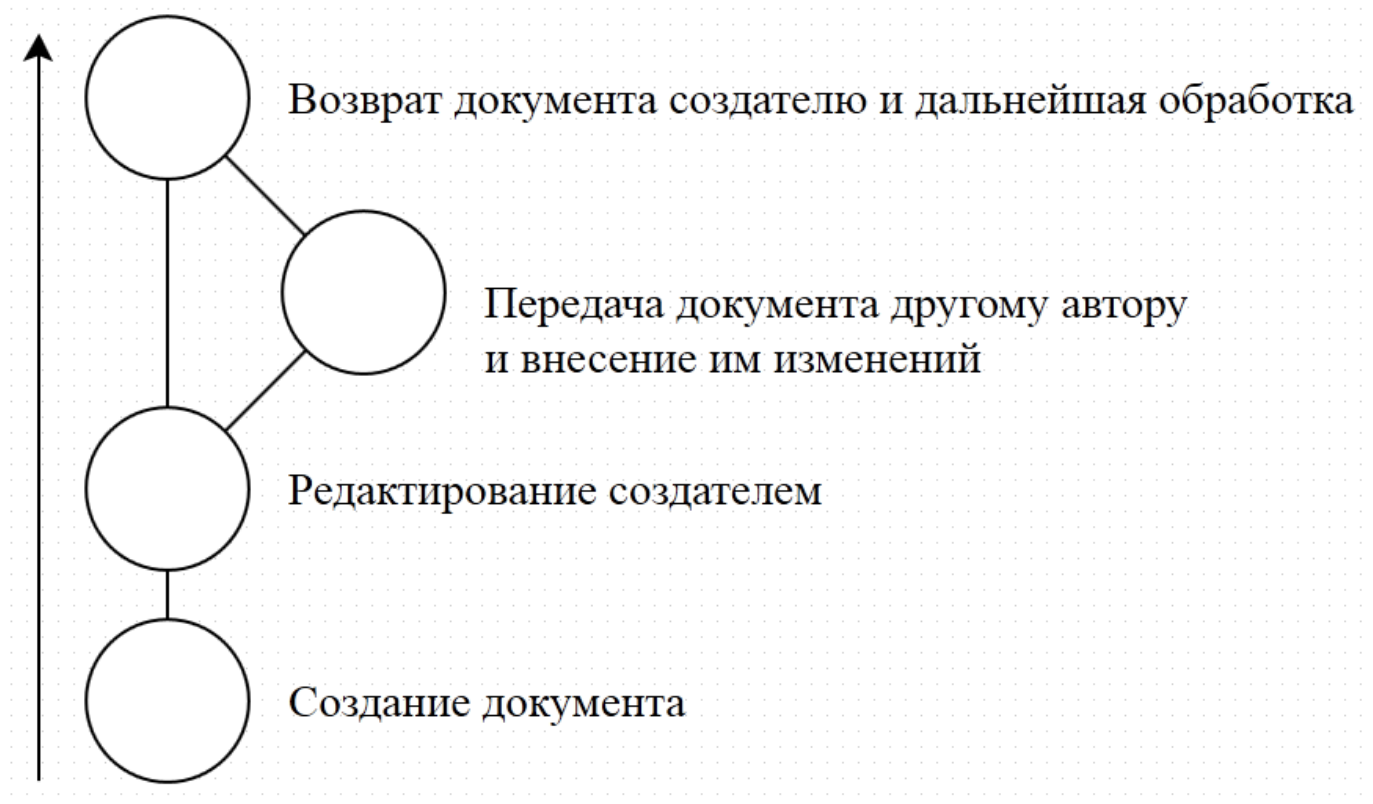 Возврат документа создателю и дальнейшая обработка
Передача документа другому автору
и внесение им изменений
Редактирование создателем
Создание документа